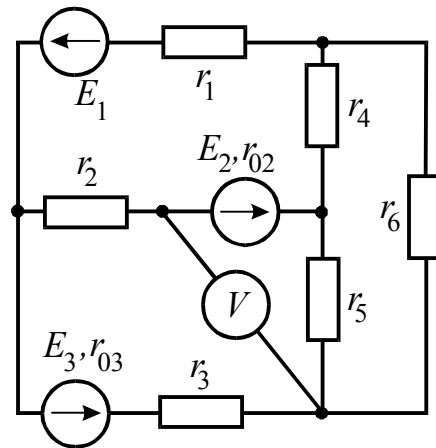 E₁
r₁
r₄
r₂
E₂, r₀₂
r₆
V
r₅
E₃, r₀₃
r₃